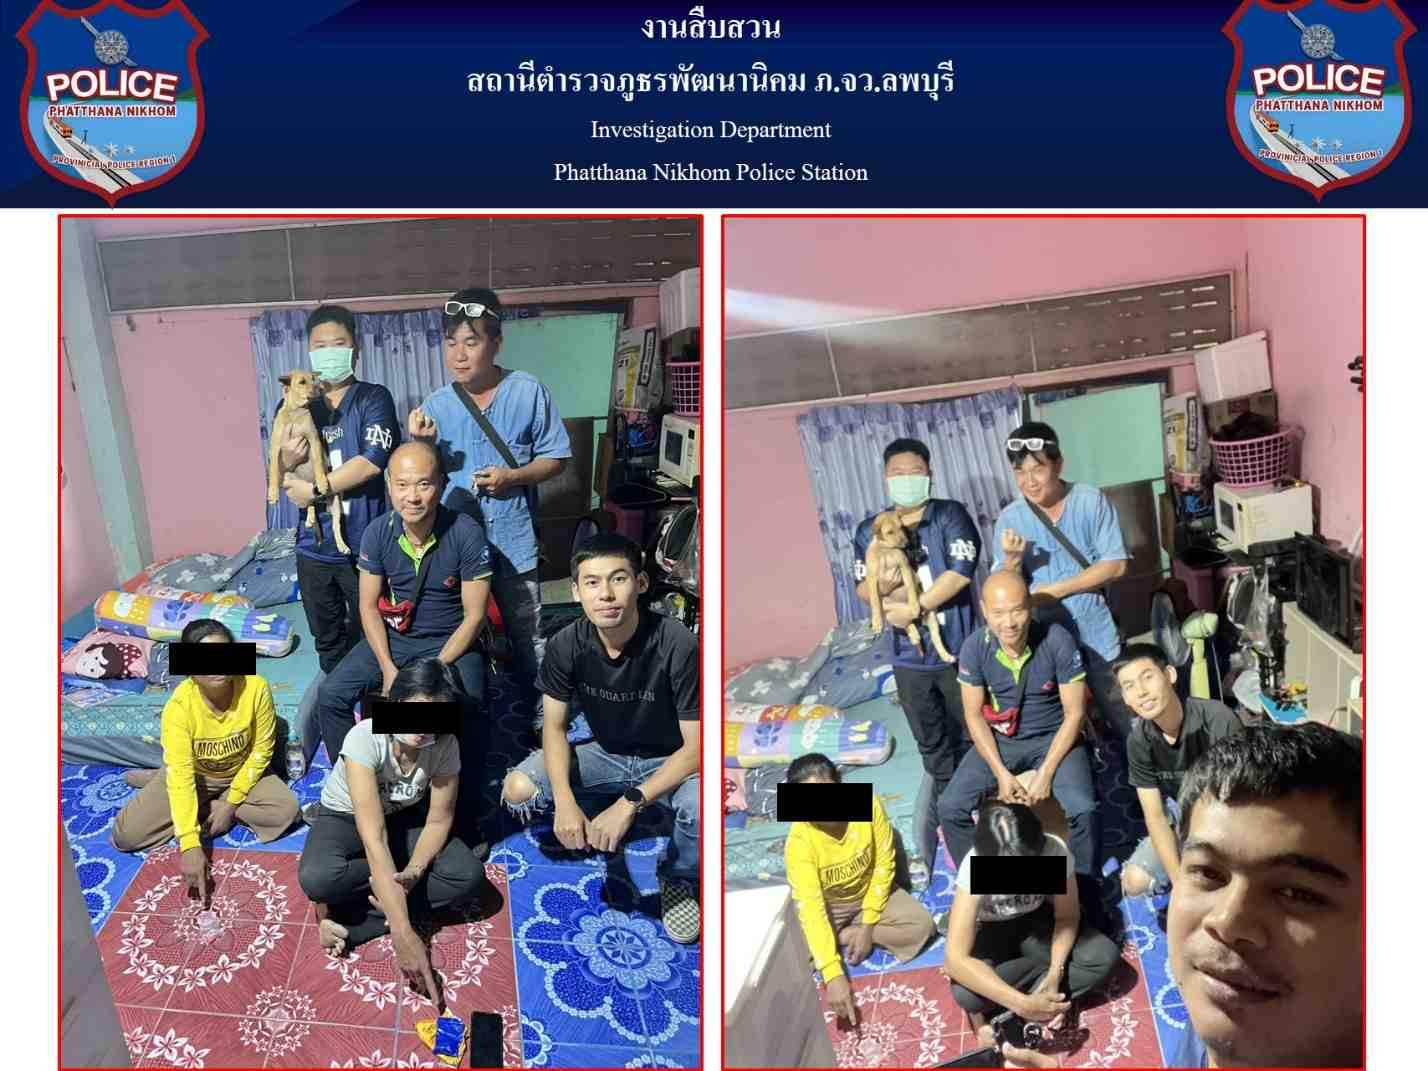 งานสืบสวน
สถานีตำรวจภูธรพัฒนานิคม ภ.จว.ลพบุรี
Investigation Department
Phatthana Nikhom Police Station
POLICE
PHATTHANA NIKHOM
PROVINICIAL POLICE REGION 1
POLICE
PHATTHANA NIKHOM
PROVINICIAL POLICE REGION 1
MOSCHINO
MOSCHINO